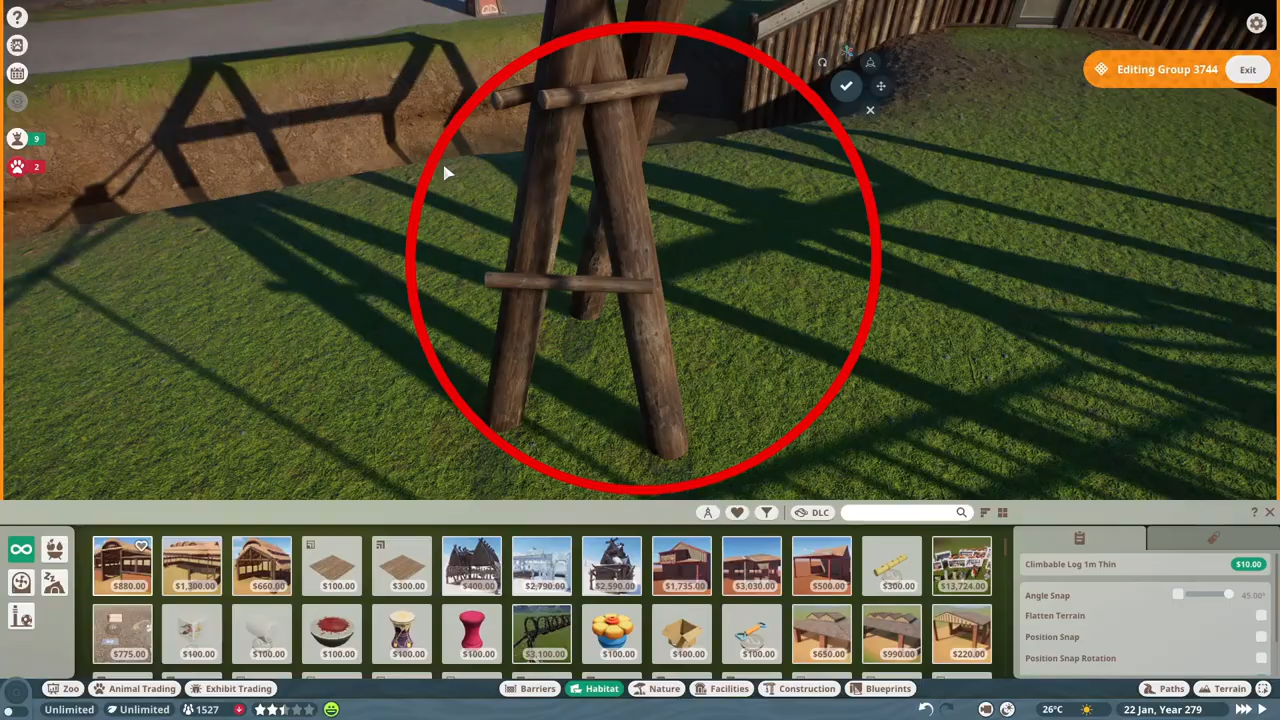 Editing Group 3744
Exit
9
2
DLC
?
$880.00
$1,300.00
$660.00
$100.00
$300.00
$400.00
$2,790.00
$2,590.00
$1,735.00
$3,030.00
$500.00
$300.00
$13,724.00
$775.00
$100.00
$100.00
$100.00
$100.00
$100.00
$3,100.00
$100.00
$100.00
$100.00
$650.00
$990.00
$220.00
Climbable Log 1m Thin
$10.00
Angle Snap
45.00°
Flatten Terrain
Position Snap
Position Snap Rotation
Zoo
Animal Trading
Exhibit Trading
Barriers
Habitat
Nature
Facilities
Construction
Blueprints
Paths
Terrain
Unlimited
Unlimited
1527
26°C
22 Jan, Year 279